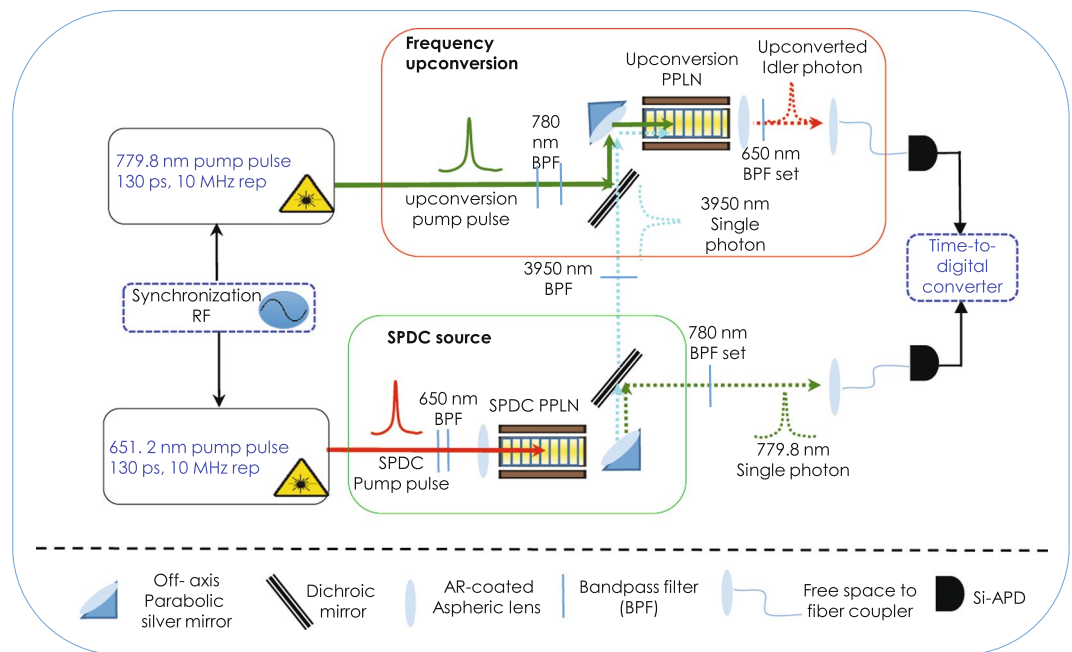 Frequency
upconversion
Upconversion
PPLN
Upconverted
Idler photon
780
nm
BPF
779.8 nm pump pulse
130 ps, 10 MHz rep
upconversion
pump pulse
650 nm
BPF set
3950 nm
Single
photon
3950 nm
BPF
Time-to-
digital
converter
Synchronization
RF
SPDC source
780 nm
BPF set
650 nm
BPF
SPDC PPLN
651. 2 nm pump pulse
130 ps, 10 MHz rep
SPDC
Pump pulse
779.8 nm
Single photon
Off- axis
Parabolic
silver mirror
Dichroic
mirror
AR-coated
Aspheric lens
Bandpass filter
(BPF)
Free space to
fiber coupler
Si-APD